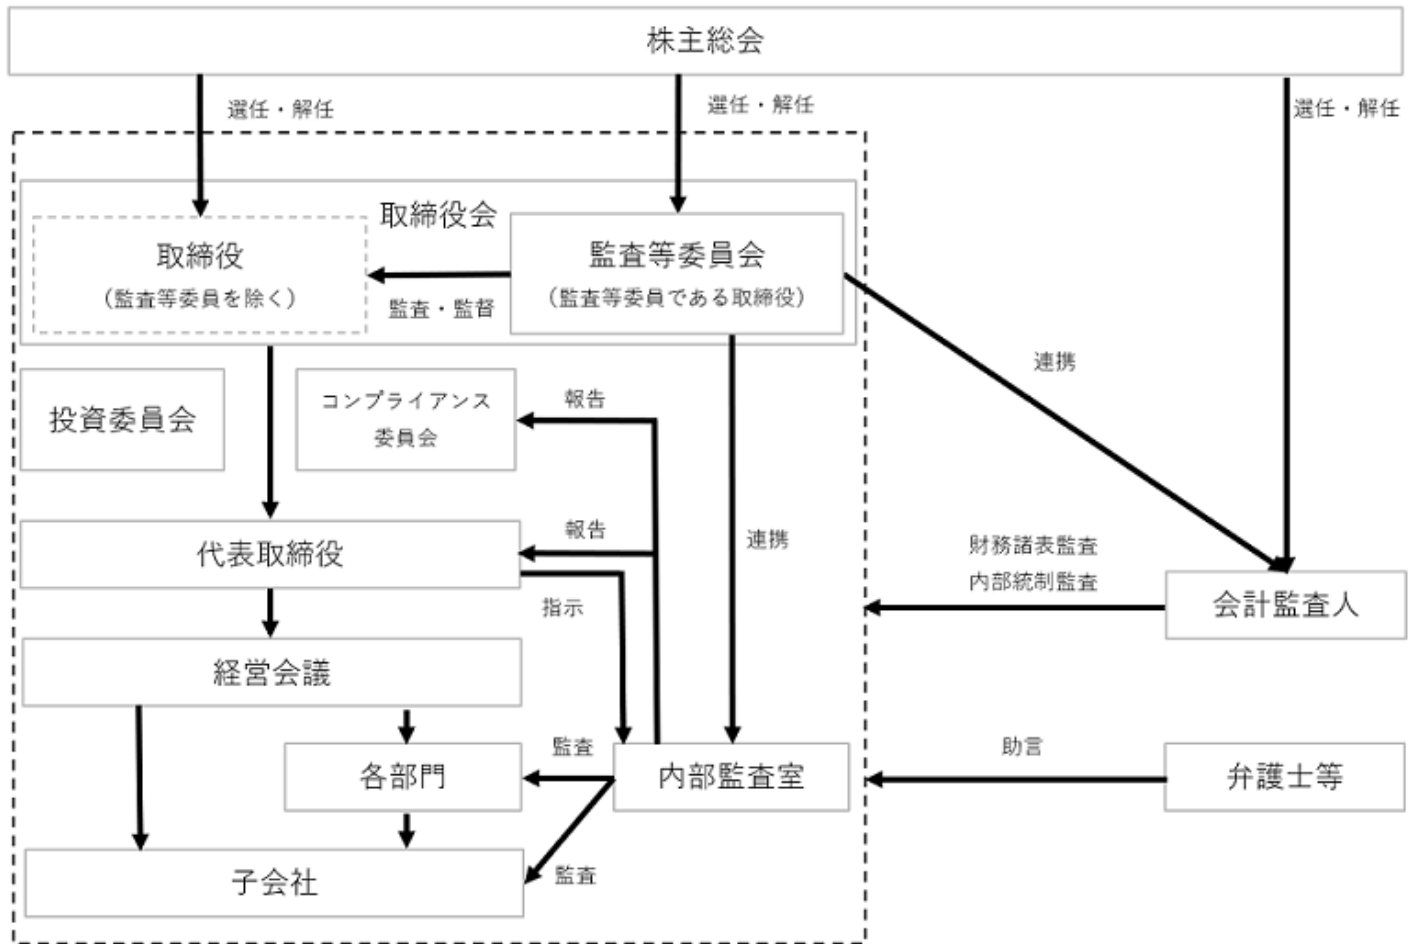 株主総会
選任・解任
選任・解任
選任・解任
取締役会
取締役
（監査等委員を除く）
監査・監督
監査等委員会
（監査等委員である取締役）
連携
投資委員会
コンプライアンス
委員会
報告
代表取締役
報告
指示
連携
財務諸表監査
内部統制監査
会計監査人
経営会議
各部門
監査
内部監査室
助言
弁護士等
子会社
監査